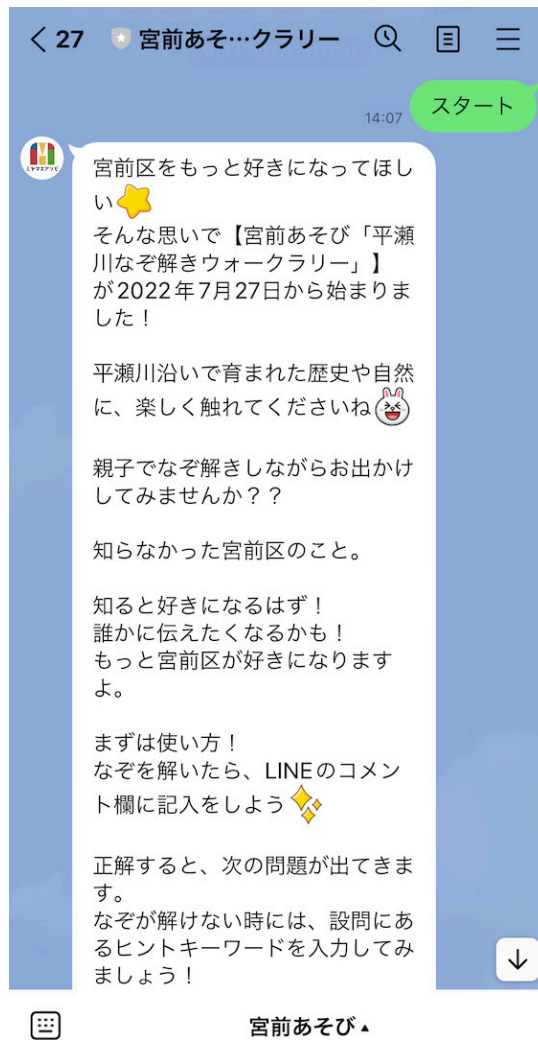 27
宮前あそ…クラリー
スタート
14:07
ミヤマエアソビ
宮前区をもっと好きになってほし
い
そんな思いで【宮前あそび「平瀬
川なぞ解きウォークラリー」】
が2022年7月27日から始まりま
した！
平瀬川沿いで育まれた歴史や自然
に、楽しく触れてくださいね
親子でなぞ解きしながらお出かけ
してみませんか？？
知らなかった宮前区のこと。
知ると好きになるはず！
誰かに伝えたくなるかも！
もっと宮前区が好きになります
よ。
まずは使い方！
なぞを解いたら、LINEのコメン
ト欄に記入をしよう
正解すると、次の問題が出てきま
す。
なぞが解けない時には、設問にあ
るヒントキーワードを入力してみ
ましょう！
宮前あそび